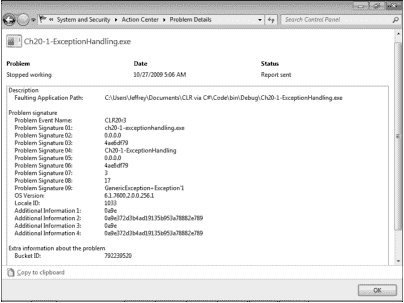 « System and Security ▸ Action Center ▸ Problem Details
Search Control Panel
Ch20-1-ExceptionHandling.exe
Problem Date Status
Stopped working 10/27/2009 5:06 AM Report sent
Description
Faulting Application Path: C:\Users\Jeffrey\Documents\CLR via C#\Code\bin\Debug\Ch20-1-ExceptionHandling.exe
Problem signature
Problem Event Name: CLR20r3
Problem Signature 01: ch20-1-exceptionhandling.exe
Problem Signature 02: 0.0.0.0
Problem Signature 03: 4ae6df79
Problem Signature 04: Ch20-1-ExceptionHandling
Problem Signature 05: 0.0.0.0
Problem Signature 06: 4ae6df79
Problem Signature 07: 3
Problem Signature 08: 17
Problem Signature 09: GenericException+Exception`1
OS Version: 6.1.7600.2.0.0.256.1
Locale ID: 1033
Additional Information 1: 0a9e
Additional Information 2: 0a9e372d3b4ad19135b953a78882e789
Additional Information 3: 0a9e
Additional Information 4: 0a9e372d3b4ad19135b953a78882e789
Extra information about the problem
Bucket ID: 792239520
Copy to clipboard
OK